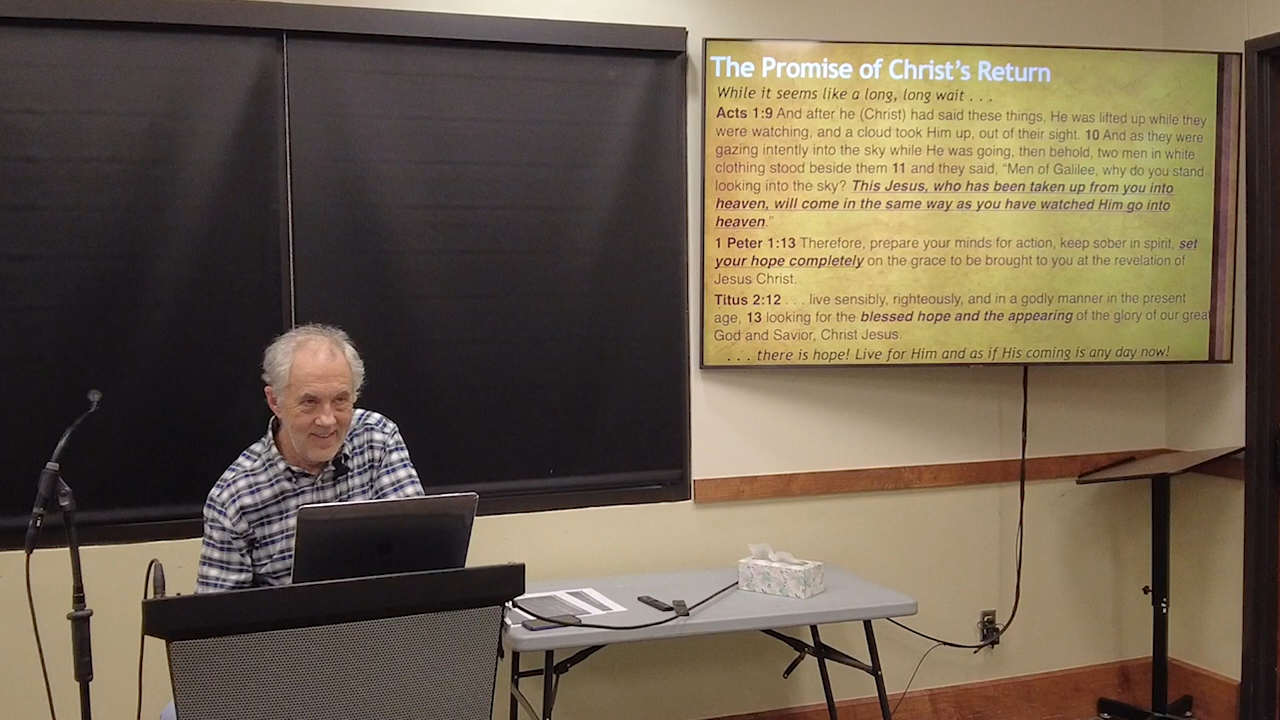 The Promise of Christ's Return
While it seems like a long, long wait . . .
Acts 1:9 And after he (Christ) had said these things, He was lifted up while they
were watching, and a cloud took Him up, out of their sight. 10 And as they were
gazing intently into the sky while He was going, then behold, two men in white
clothing stood beside them 11 and they said, “Men of Galilee, why do you stand
looking into the sky? This Jesus, who has been taken up from you into
heaven, will come in the same way as you have watched Him go into
heaven.”
1 Peter 1:13 Therefore, prepare your minds for action, keep sober in spirit, set
your hope completely on the grace to be brought to you at the revelation of
Jesus Christ.
Titus 2:12 . . . live sensibly, righteously, and in a godly manner in the present
age, 13 looking for the blessed hope and the appearing of the glory of our great
God and Savior, Christ Jesus.
. . . there is hope! Live for Him and as if His coming is any day now!